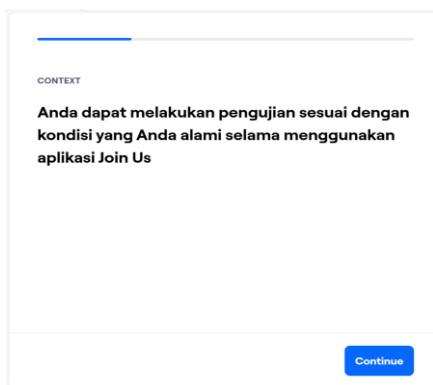 CONTEXT
Anda dapat melakukan pengujian sesuai dengan
kondisi yang Anda alami selama menggunakan
aplikasi Join Us
Continue